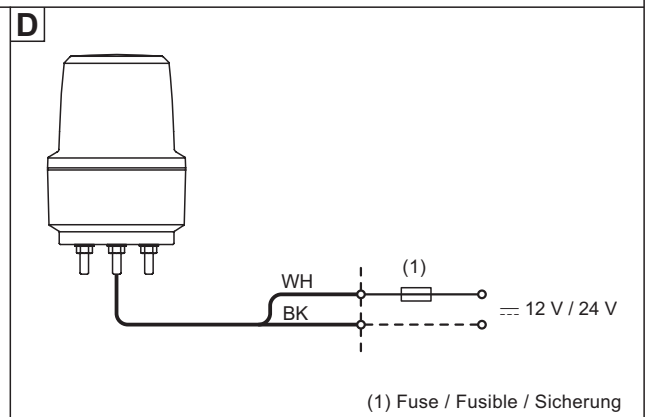 D
(1)
WH
BK
⎓ 12 V / 24 V
(1) Fuse / Fusible / Sicherung